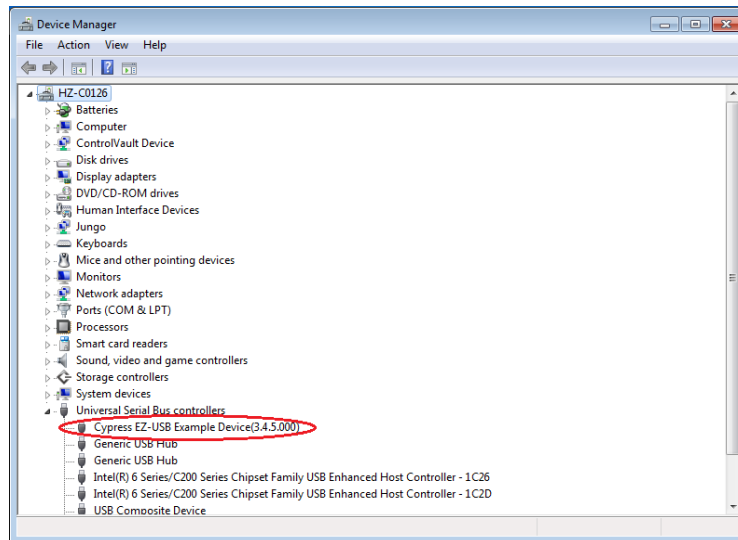 Device Manager
File Action View Help
HZ-C0126
Batteries
Computer
ControlVault Device
Disk drives
Display adapters
DVD/CD-ROM drives
Human Interface Devices
Jungo
Keyboards
Mice and other pointing devices
Monitors
Network adapters
Ports (COM & LPT)
Processors
Smart card readers
Sound, video and game controllers
Storage controllers
System devices
Universal Serial Bus controllers
Cypress EZ-USB Example Device(3.4.5.000)
Generic USB Hub
Generic USB Hub
Intel(R) 6 Series/C200 Series Chipset Family USB Enhanced Host Controller - 1C26
Intel(R) 6 Series/C200 Series Chipset Family USB Enhanced Host Controller - 1C2D
USB Composite Device